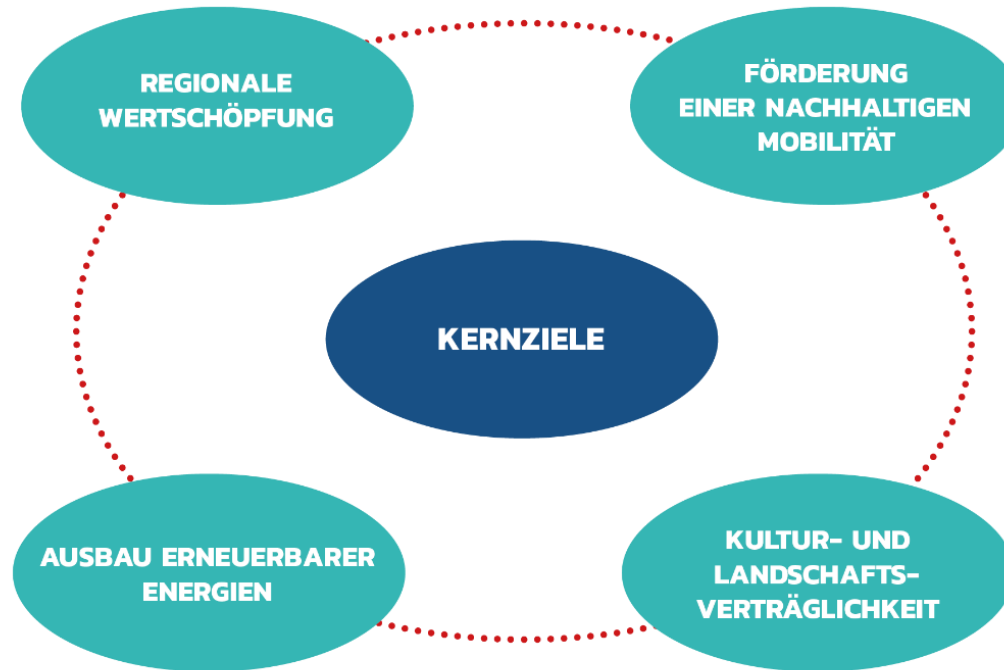 REGIONALE
WERTSCHÖPFUNG
FÖRDERUNG
EINER NACHHALTIGEN
MOBILITÄT
KERNZIELE
AUSBAU ERNEUERBARER
ENERGIEN
KULTUR- UND
LANDSCHAFTS-
VERTRÄGLICHKEIT